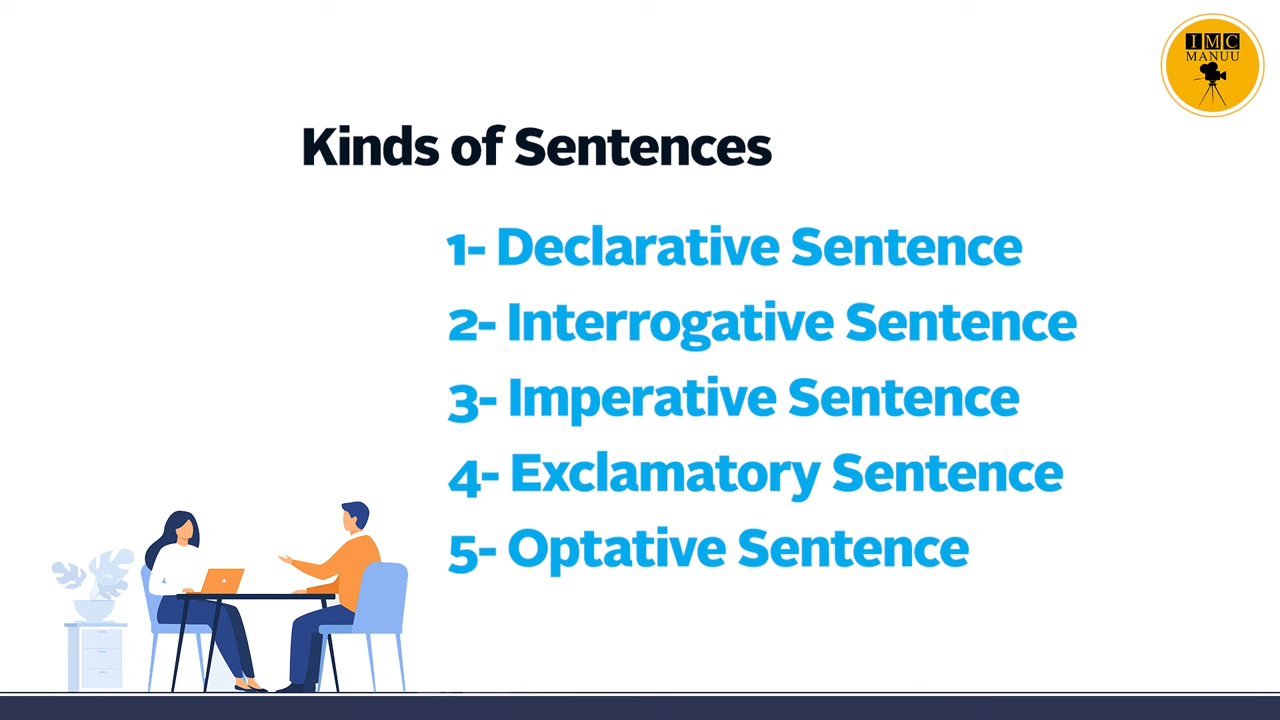 IMC
MANUU
Kinds of Sentences
1- Declarative Sentence
2- Interrogative Sentence
3- Imperative Sentence
4- Exclamatory Sentence
5- Optative Sentence